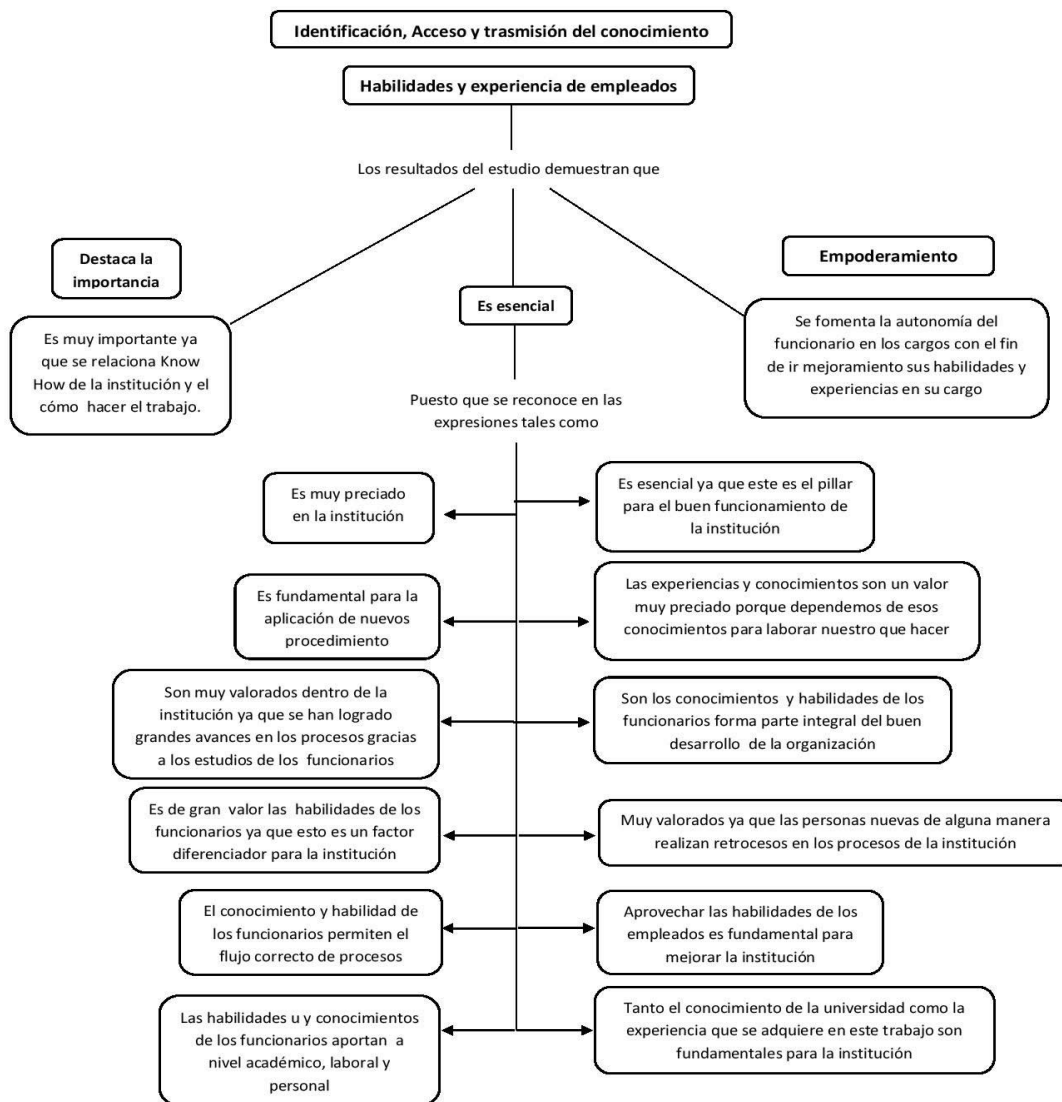 Identificación, Acceso y trasmisión del conocimiento
Habilidades y experiencia de empleados
Los resultados del estudio demuestran que
Destaca la
importancia
Es muy importante ya
que se relaciona Know
How de la institución y el
cómo hacer el trabajo.
Es esencial
Empoderamiento
Se fomenta la autonomía del
funcionario en los cargos con el fin
de ir mejoramiento sus habilidades y
experiencias en su cargo
Puesto que se reconoce en las
expresiones tales como
Es muy preciado
en la institución
Es esencial ya que este es el pillar
para el buen funcionamiento de
la institución
Es fundamental para la
aplicación de nuevos
procedimiento
Las experiencias y conocimientos son un valor
muy preciado porque dependemos de esos
conocimientos para laborar nuestro que hacer
Son muy valorados dentro de la
institución ya que se han logrado
grandes avances en los procesos gracias
a los estudios de los funcionarios
Son los conocimientos y habilidades de los
funcionarios forma parte integral del buen
desarrollo de la organización
Es de gran valor las habilidades de los
funcionarios ya que esto es un factor
diferenciador para la institución
Muy valorados ya que las personas nuevas de alguna manera
realizan retrocesos en los procesos de la institución
El conocimiento y habilidad de
los funcionarios permiten el
flujo correcto de procesos
Aprovechar las habilidades de los
empleados es fundamental para
mejorar la institución
Las habilidades u y conocimientos
de los funcionarios aportan a
nivel académico, laboral y
personal
Tanto el conocimiento de la universidad como la
experiencia que se adquiere en este trabajo son
fundamentales para la institución